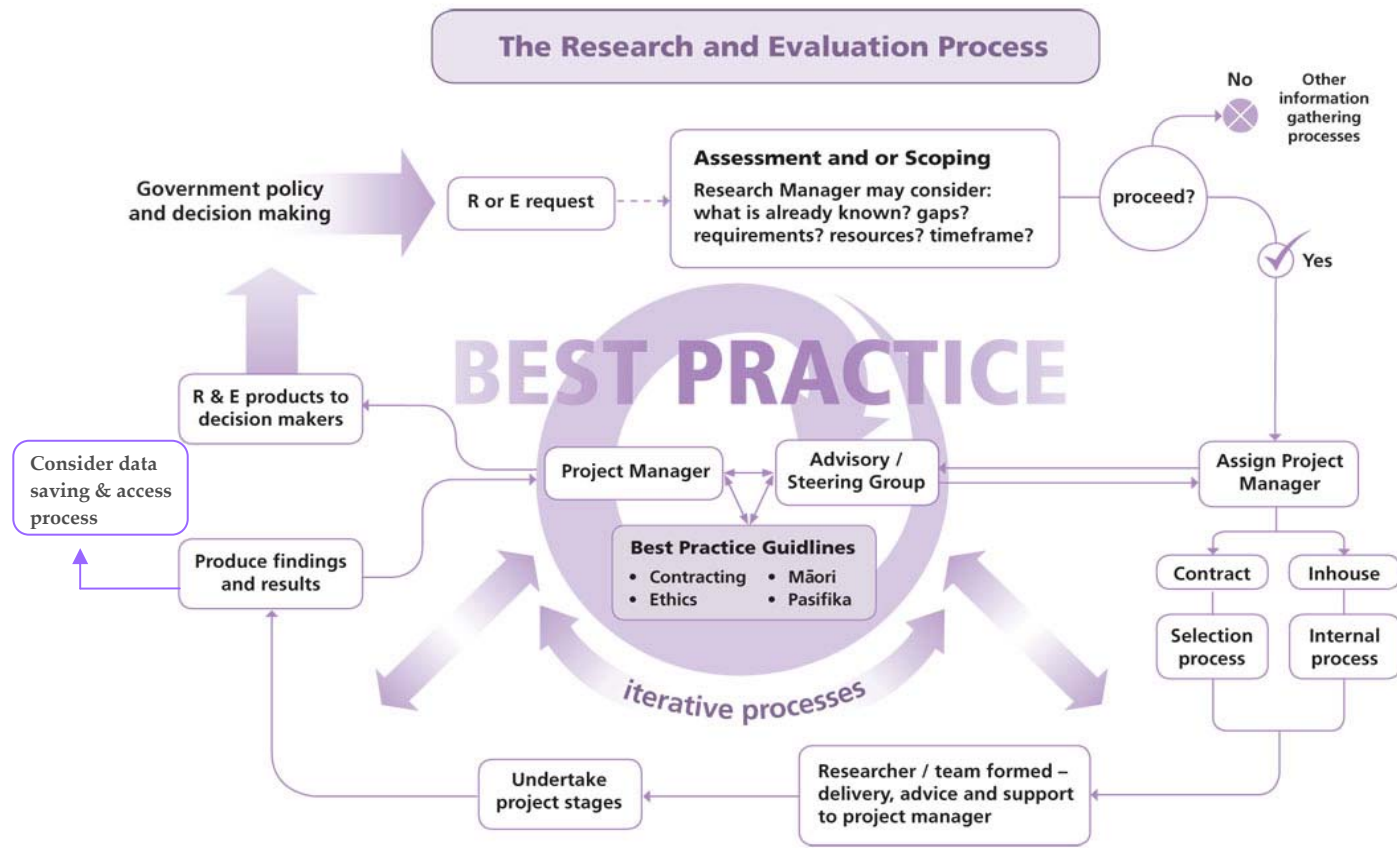 The Research and Evaluation Process
No
Other
information
gathering
processes
Government policy
and decision making
R or E request
Assessment and or Scoping
Research Manager may consider:
what is already known? gaps?
requirements? resources? timeframe?
proceed?
Yes
BEST PRACTICE
R & E products to
decision makers
Consider data
saving & access
process
Produce findings
and results
Project Manager
Advisory /
Steering Group
Best Practice Guidlines
• Contracting • Māori
• Ethics • Pasifika
iterative processes
Assign Project
Manager
Contract
Inhouse
Selection
process
Internal
process
Researcher / team formed –
delivery, advice and support
to project manager
Undertake
project stages